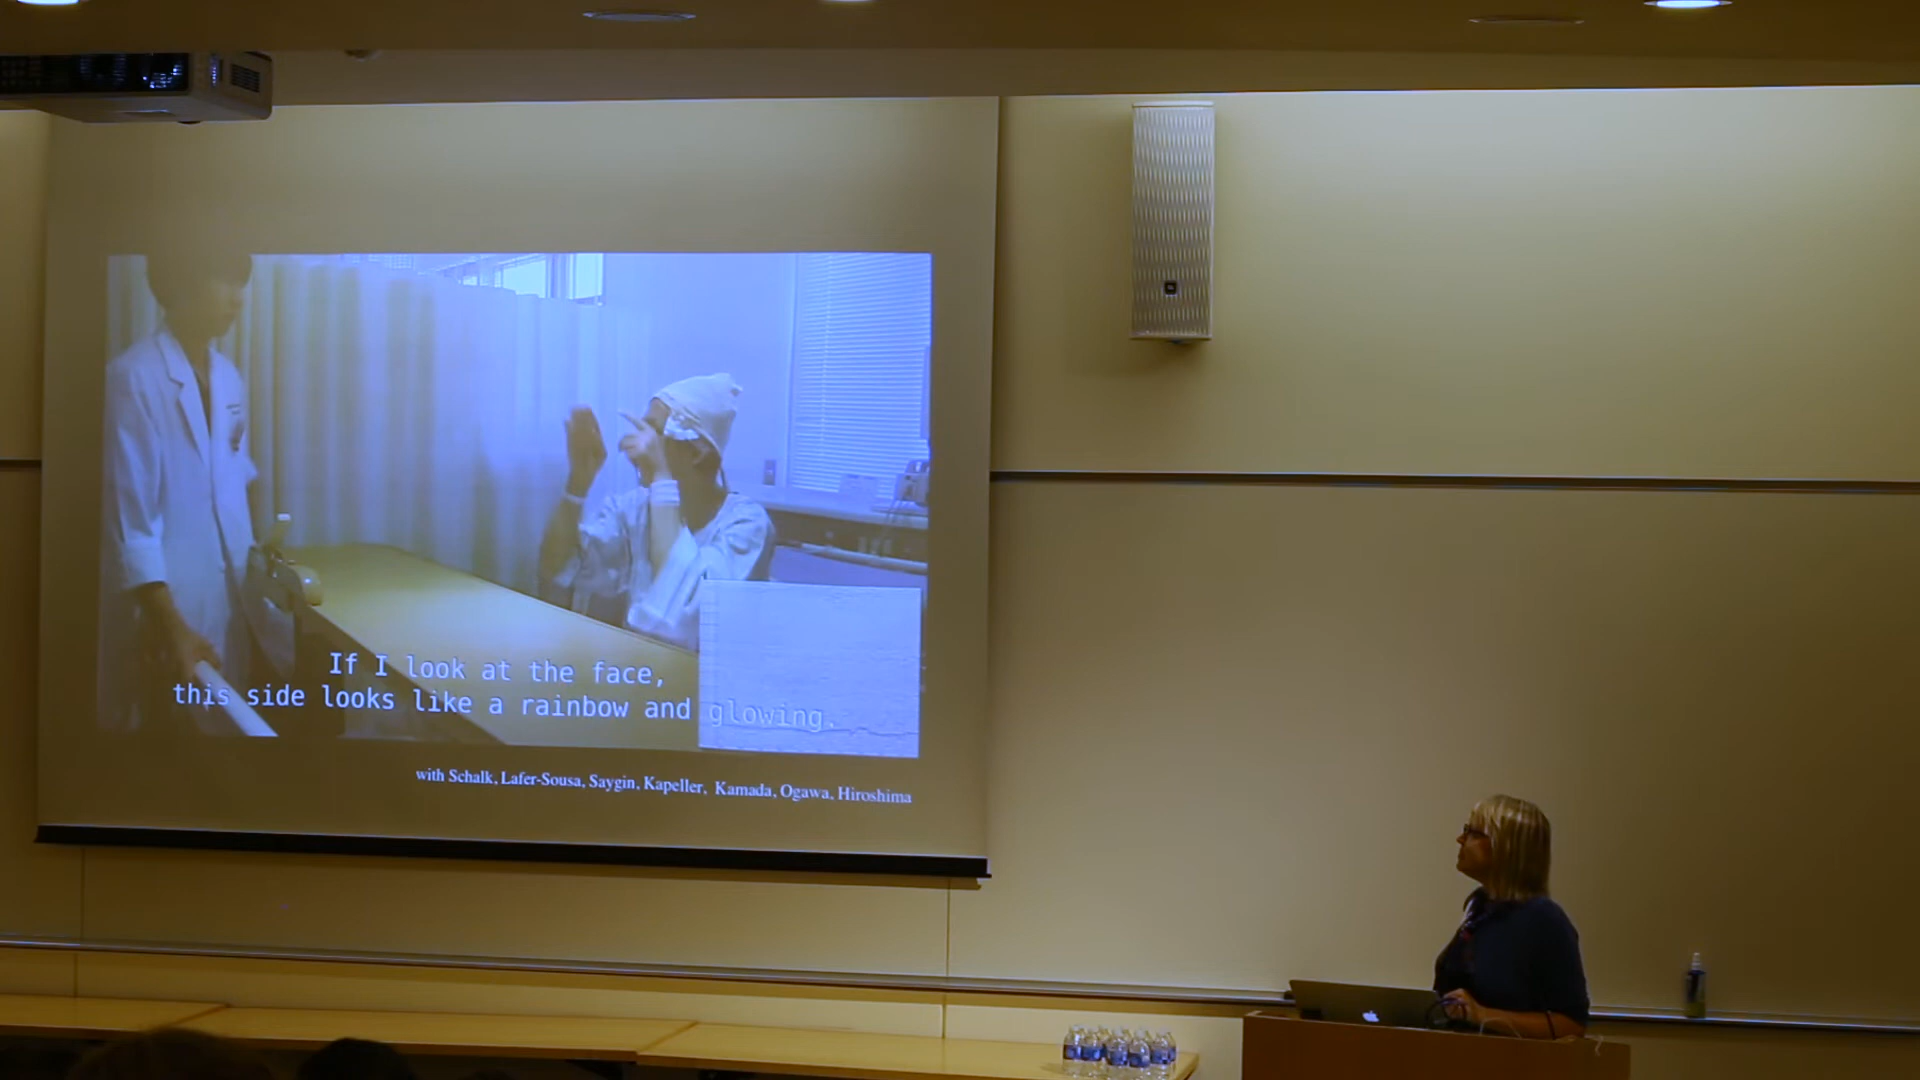 If I look at the face,
this side looks like a rainbow and glowing.
with Schalk, Lafer-Sousa, Saygin, Kapeller, Kamada, Ogawa, Hiroshima